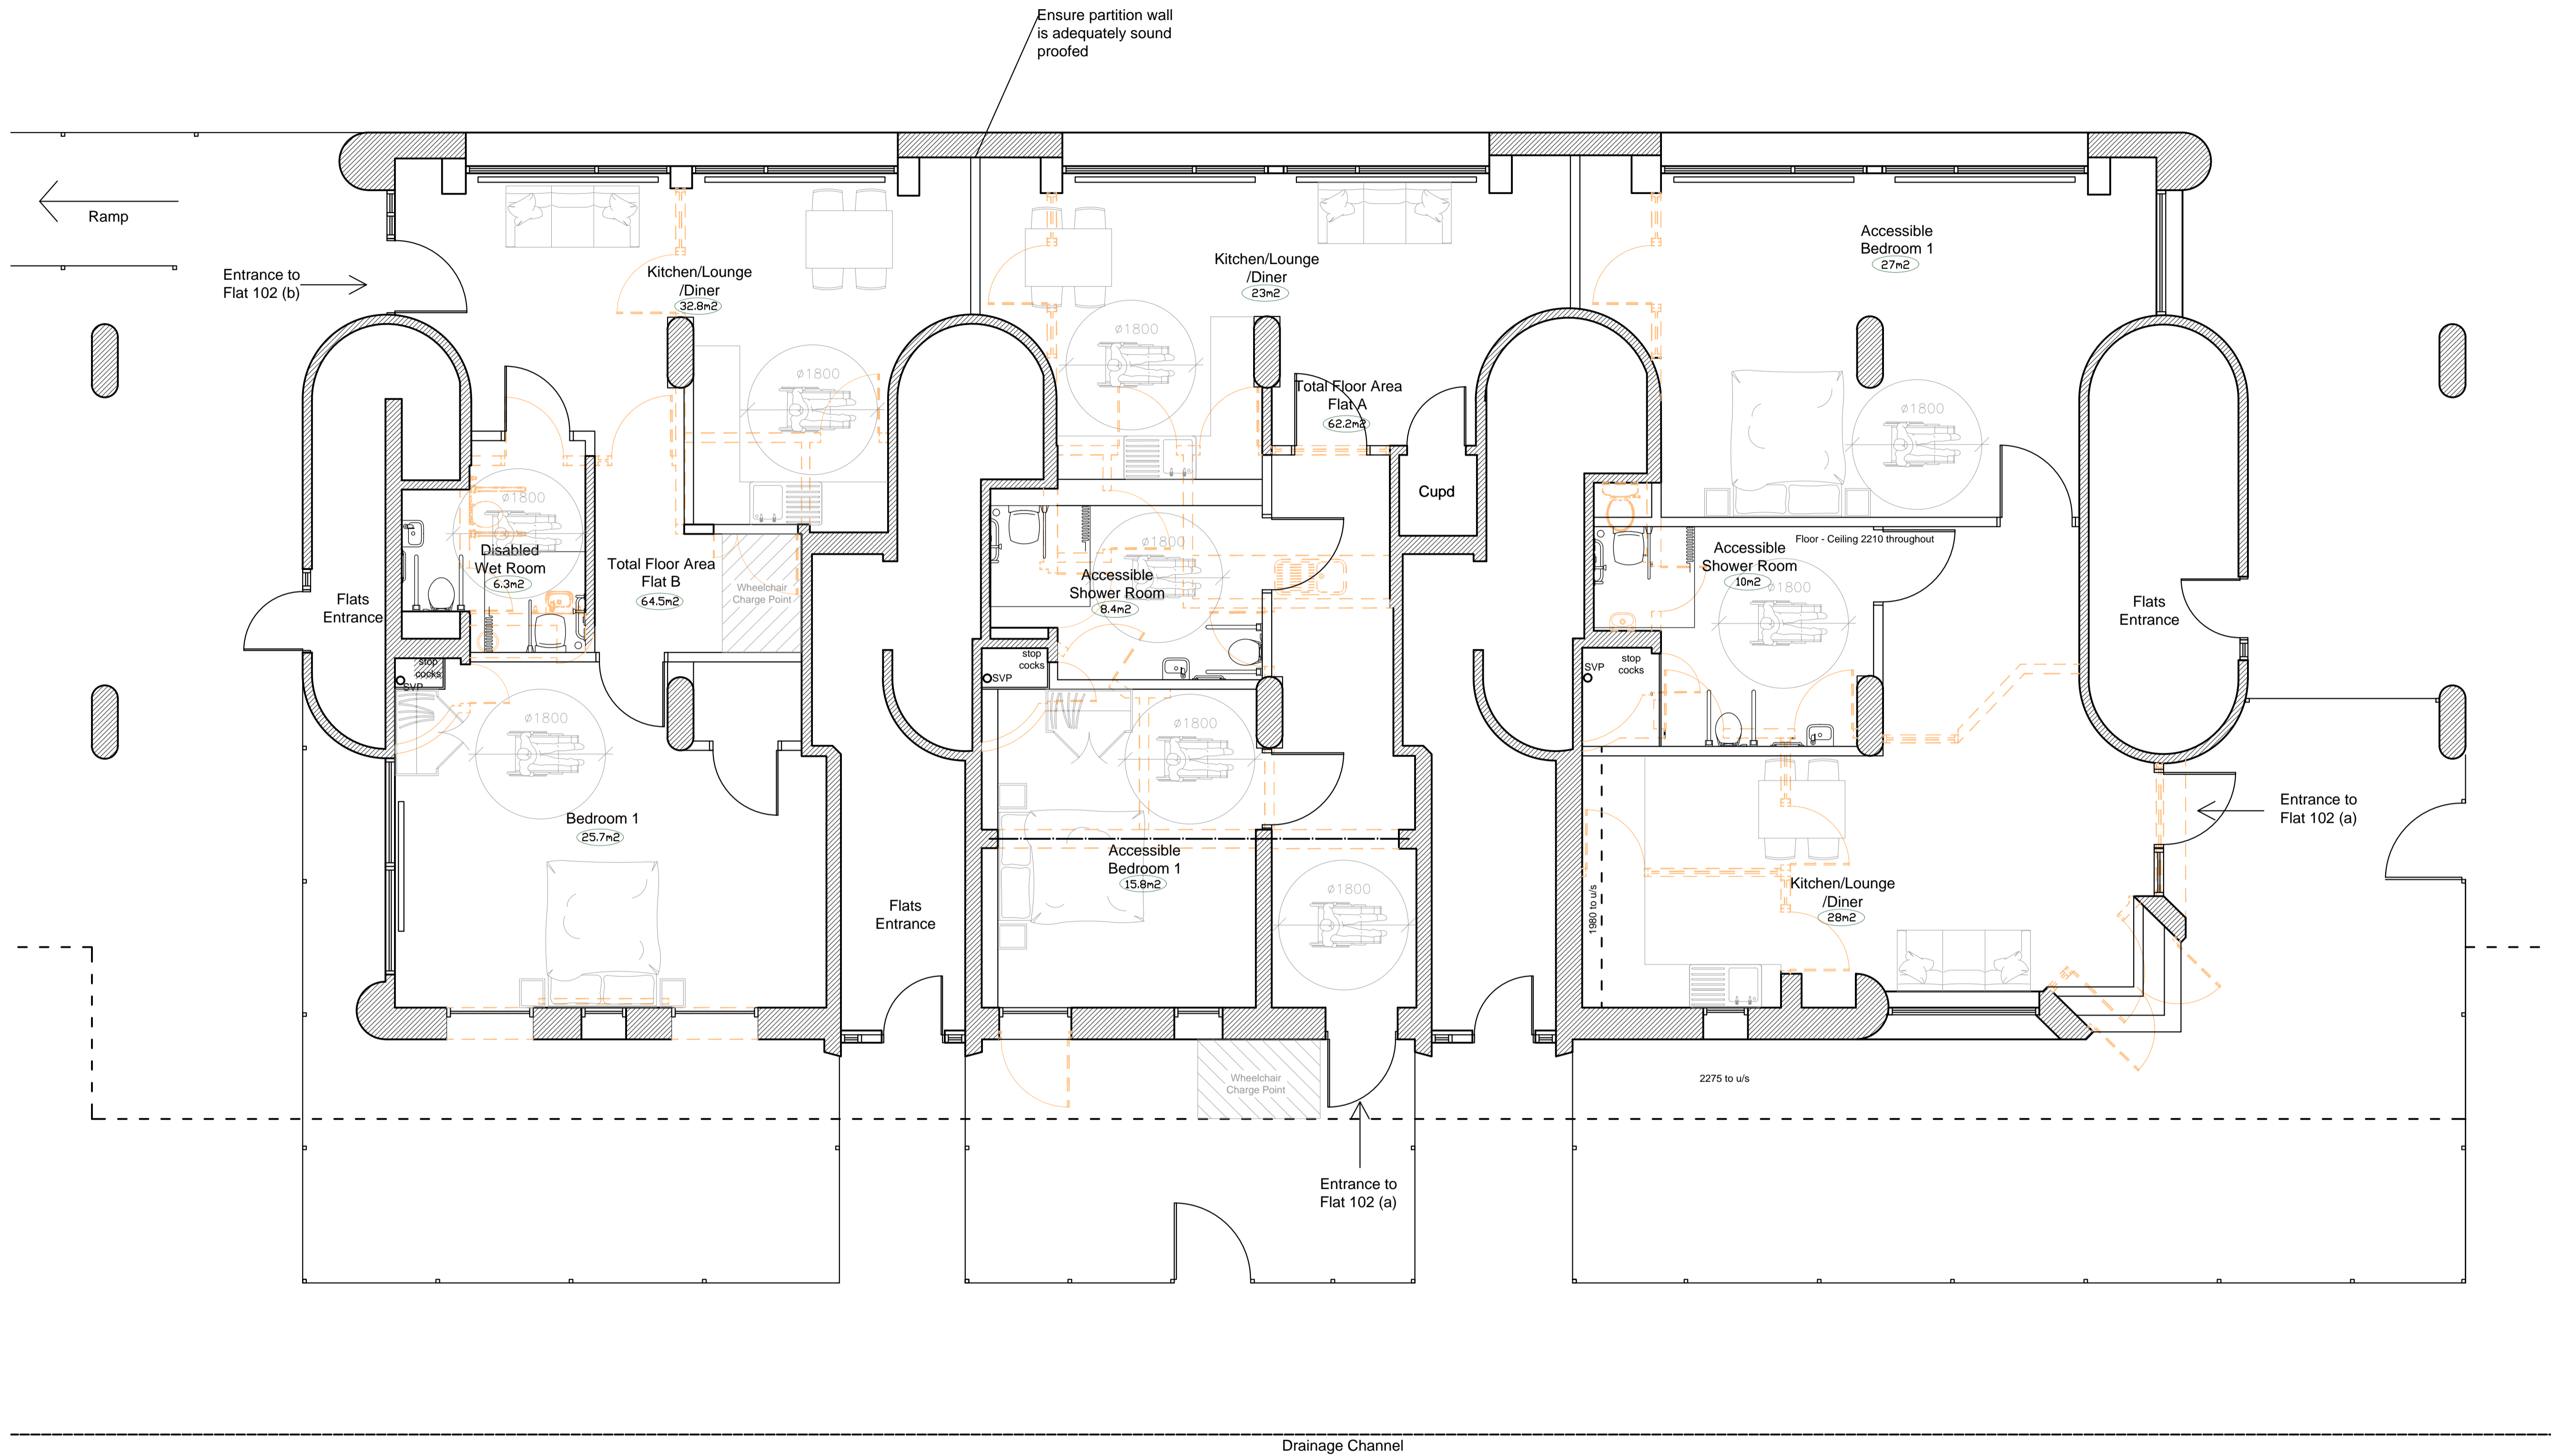 Ensure partition wall
is adequately sound
proofed
Ramp
Entrance to
Flat 102 (b)
Kitchen/Lounge
/Diner
32.8m2
Kitchen/Lounge
/Diner
23m2
Accessible
Bedroom 1
27m2
ø1800
ø1800
ø1800
Total Floor Area
Flat A
62.2m2
Cupd
ø1800
Disabled
Wet Room
6.3m2
Total Floor Area
Flat B
64.5m2
Wheelchair
Charge Point
ø1800
Accessible
Shower Room
8.4m2
Floor - Ceiling 2210 throughout
Accessible
Shower Room
10m2
ø1800
Flats
Entrance
Flats
Entrance
stop
cocks
SVP
stop
cocks
SVP
SVP
stop
cocks
ø1800
ø1800
Bedroom 1
25.7m2
Accessible
Bedroom 1
15.8m2
Flats
Entrance
ø1800
1980 to u/s
Kitchen/Lounge
/Diner
28m2
Entrance to
Flat 102 (a)
Wheelchair
Charge Point
2275 to u/s
Entrance to
Flat 102 (a)
Drainage Channel